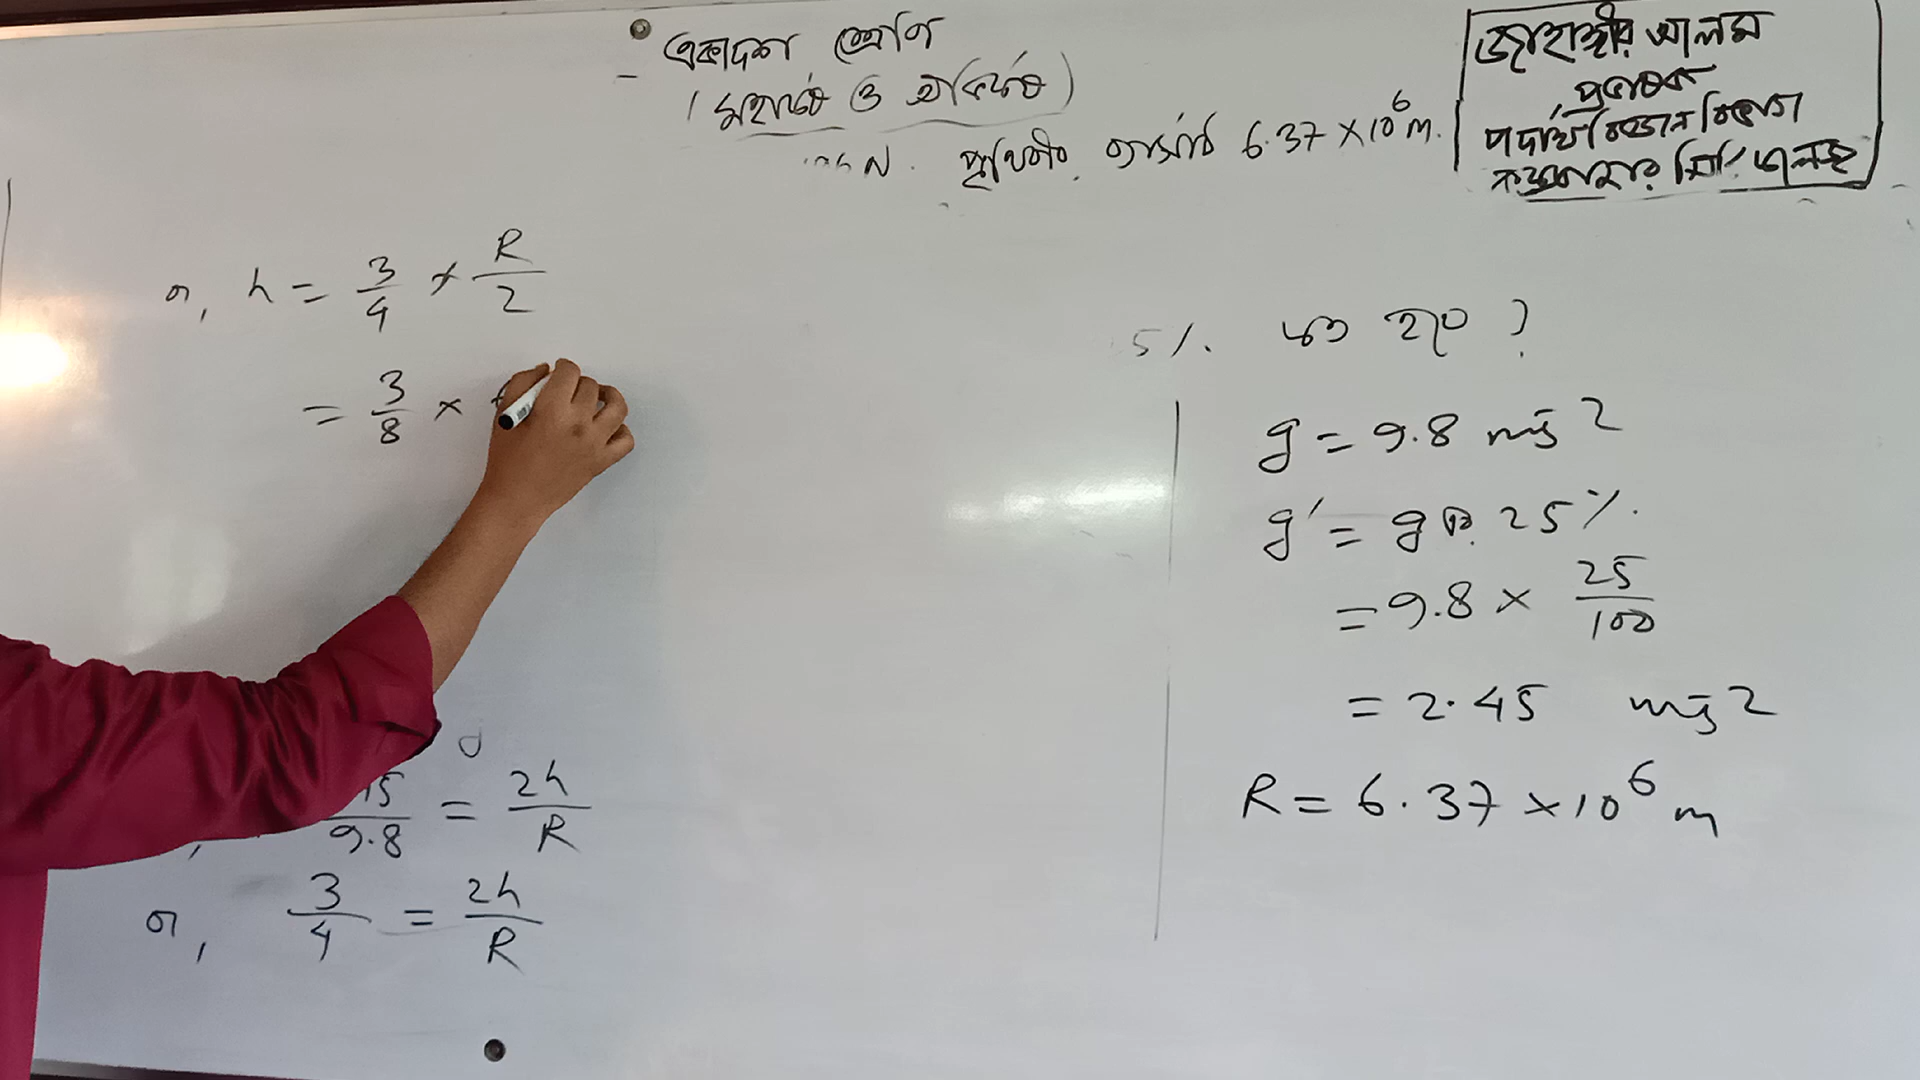 একাদশ শ্রেণি
( মহাকর্ষ ও অভিকর্ষ )
N. পৃথিবীর ব্যাসার্ধ 6.37 × 10⁶ m.
জাহাঙ্গীর আলম
প্রভাষক
পদার্থবিজ্ঞান বিভাগ
5%. হবে ?
বা, h = 3/4 × R/2
= 3/8 ×
9.8 = 2h/R
বা, 3/4 = 2h/R
g = 9.8 ms⁻²
g′ = g এর 25%.
= 9.8 × 25/100
= 2.45 ms⁻²
R = 6.37 × 10⁶ m